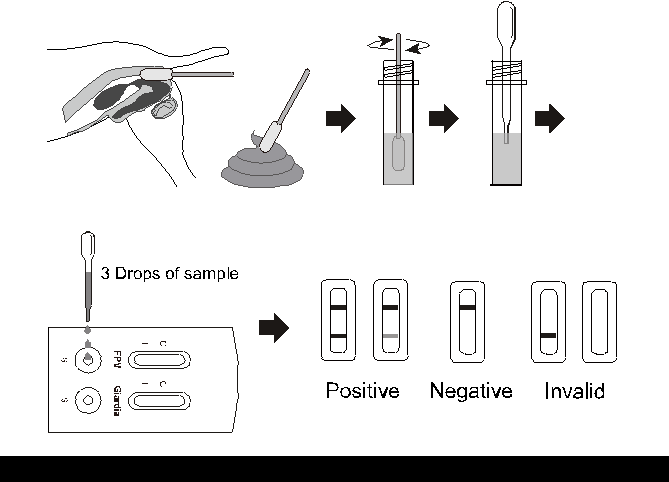 3 Drops of sample
S
FPV
T
C
S
Giardia
T
C
Positive
Negative
Invalid